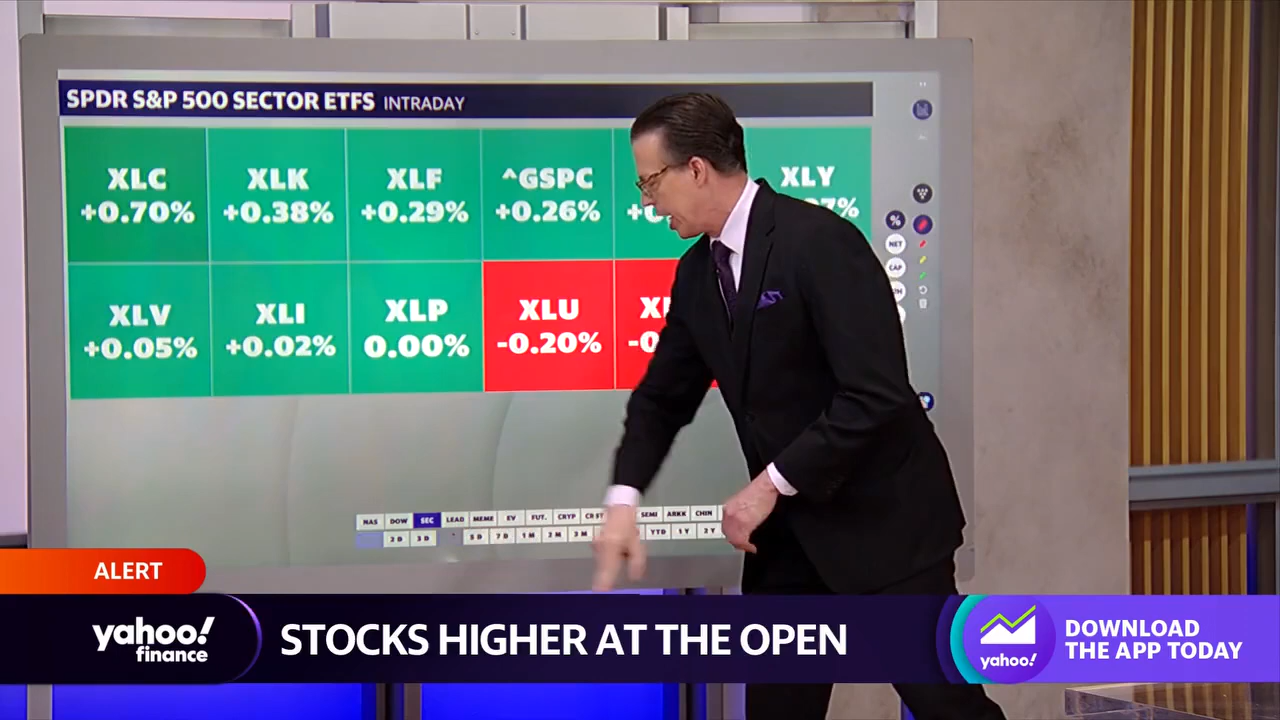 SPDR S&P 500 SECTOR ETFS INTRADAY
XLC XLK XLF ^GSPC XLY
+0.70% +0.38% +0.29% +0.26%
XLV XLI XLP XLU
+0.05% +0.02% 0.00% -0.20%
%
NET
CAP
NAS DOW SEC LEAD MEME EV FUT. CRYP SEMI ARKK CHIN
2 D 3 D 5 D 7 D 1 M 2 M 3 M YTD 1 Y 3 Y
ALERT
yahoo!
finance
STOCKS HIGHER AT THE OPEN
yahoo!
DOWNLOAD
THE APP TODAY